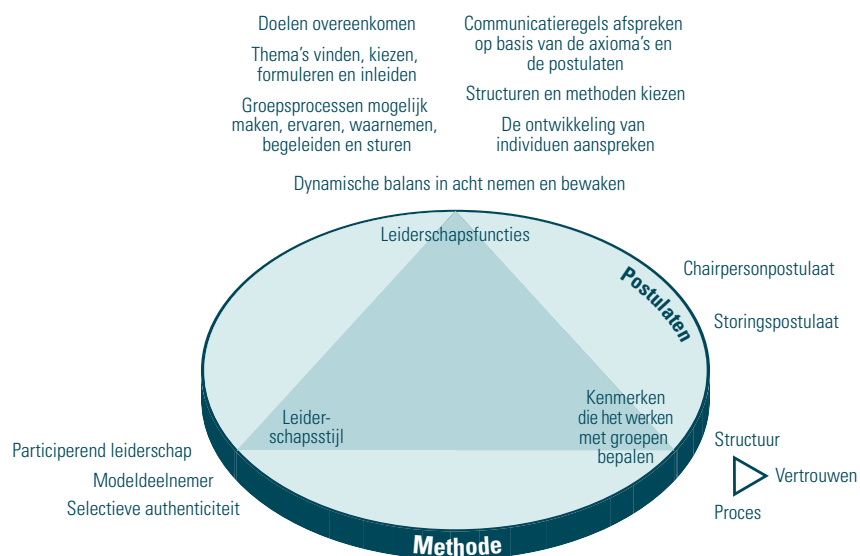 Doelen overeenkomen
Thema's vinden, kiezen,
formuleren en inleiden
Groepsprocessen mogelijk
maken, ervaren, waarnemen,
begeleiden en sturen
Communicatieregels afspreken
op basis van de axioma's en
de postulaten
Structuren en methoden kiezen
De ontwikkeling van
individuen aanspreken
Dynamische balans in acht nemen en bewaken
Leiderschapsfuncties
Postulaten
Chairpersonpostulaat
Storingspostulaat
Leider-
schapsstijl
Kenmerken
die het werken
met groepen
bepalen
Participerend leiderschap
Modeldeelnemer
Selectieve authenticiteit
Structuur
Vertrouwen
Proces
Methode